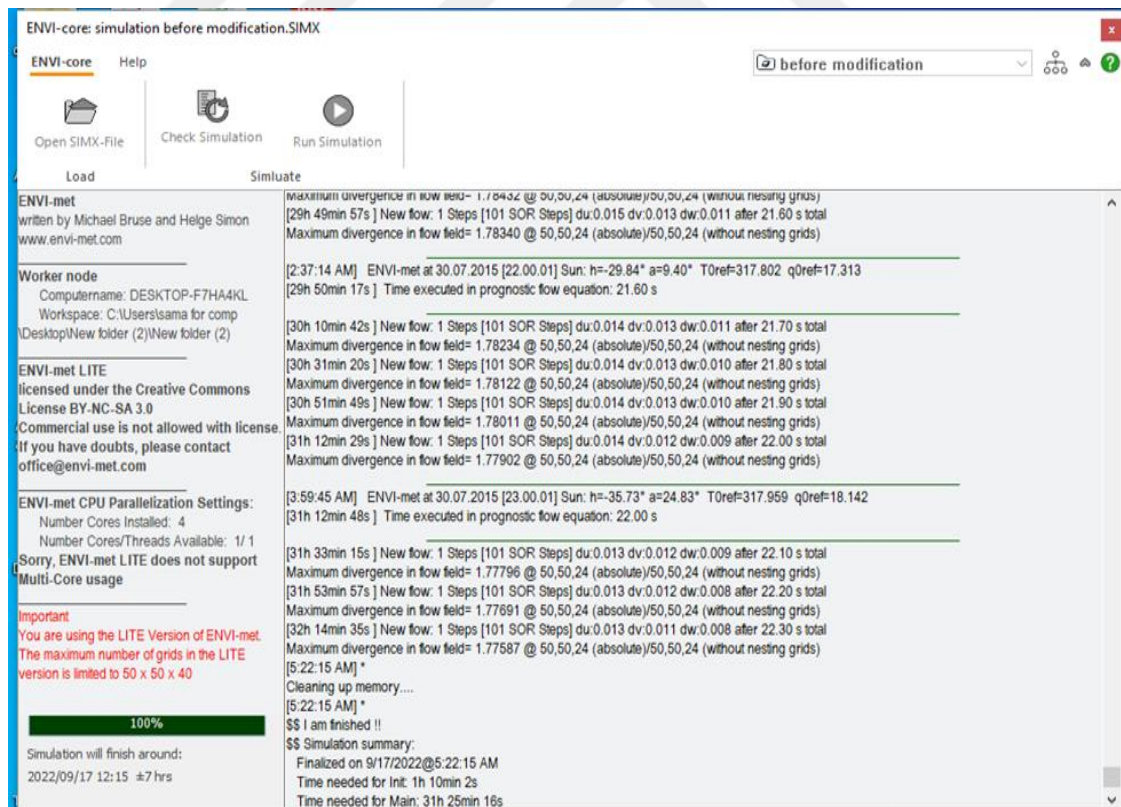 ENVI-core: simulation before modification.SIMX
x
ENVI-core Help
before modification
?
Open SIMX-File
Check Simulation
Run Simulation
Load
Simluate
ENVI-met
written by Michael Bruse and Helge Simon
www.envi-met.com
Worker node
Computername: DESKTOP-F7HA4KL
Workspace: C:\Users\sama for comp
\Desktop\New folder (2)\New folder (2)
ENVI-met LITE
licensed under the Creative Commons
License BY-NC-SA 3.0
Commercial use is not allowed with license.
If you have doubts, please contact
office@envi-met.com
ENVI-met CPU Parallelization Settings:
Number Cores Installed: 4
Number Cores/Threads Available: 1/ 1
Sorry, ENVI-met LITE does not support
Multi-Core usage
Important
You are using the LITE Version of ENVI-met.
The maximum number of grids in the LITE
version is limited to 50 x 50 x 40
100%
Simulation will finish around:
2022/09/17 12:15 ±7 hrs
Maximum divergence in flow field= 1.78432 @ 50,50,24 (absolute)/50,50,24 (without nesting grids)
[29h 49min 57s ] New flow: 1 Steps [101 SOR Steps] du:0.015 dv:0.013 dw:0.011 after 21.60 s total
Maximum divergence in flow field= 1.78340 @ 50,50,24 (absolute)/50,50,24 (without nesting grids)
[2:37:14 AM] ENVI-met at 30.07.2015 [22.00.01] Sun: h=-29.84* a=9.40* T0ref=317.802 q0ref=17.313
[29h 50min 17s ] Time executed in prognostic flow equation: 21.60 s
[30h 10min 42s ] New flow: 1 Steps [101 SOR Steps] du:0.014 dv:0.013 dw:0.011 after 21.70 s total
Maximum divergence in flow field= 1.78234 @ 50,50,24 (absolute)/50,50,24 (without nesting grids)
[30h 31min 20s ] New flow: 1 Steps [101 SOR Steps] du:0.014 dv:0.013 dw:0.010 after 21.80 s total
Maximum divergence in flow field= 1.78122 @ 50,50,24 (absolute)/50,50,24 (without nesting grids)
[30h 51min 49s ] New flow: 1 Steps [101 SOR Steps] du:0.014 dv:0.013 dw:0.010 after 21.90 s total
Maximum divergence in flow field= 1.78011 @ 50,50,24 (absolute)/50,50,24 (without nesting grids)
[31h 12min 29s ] New flow: 1 Steps [101 SOR Steps] du:0.014 dv:0.012 dw:0.009 after 22.00 s total
Maximum divergence in flow field= 1.77902 @ 50,50,24 (absolute)/50,50,24 (without nesting grids)
[3:59:45 AM] ENVI-met at 30.07.2015 [23.00.01] Sun: h=-35.73* a=24.83* T0ref=317.959 q0ref=18.142
[31h 12min 48s ] Time executed in prognostic flow equation: 22.00 s
[31h 33min 15s ] New flow: 1 Steps [101 SOR Steps] du:0.013 dv:0.012 dw:0.009 after 22.10 s total
Maximum divergence in flow field= 1.77796 @ 50,50,24 (absolute)/50,50,24 (without nesting grids)
[31h 53min 57s ] New flow: 1 Steps [101 SOR Steps] du:0.013 dv:0.012 dw:0.008 after 22.20 s total
Maximum divergence in flow field= 1.77691 @ 50,50,24 (absolute)/50,50,24 (without nesting grids)
[32h 14min 35s ] New flow: 1 Steps [101 SOR Steps] du:0.013 dv:0.011 dw:0.008 after 22.30 s total
Maximum divergence in flow field= 1.77587 @ 50,50,24 (absolute)/50,50,24 (without nesting grids)
[5:22:15 AM] *
Cleaning up memory....
[5:22:15 AM] *
$$ I am finished !!
$$ Simulation summary:
Finalized on 9/17/2022@5:22:15 AM
Time needed for Init: 1h 10min 2s
Time needed for Main: 31h 25min 16s